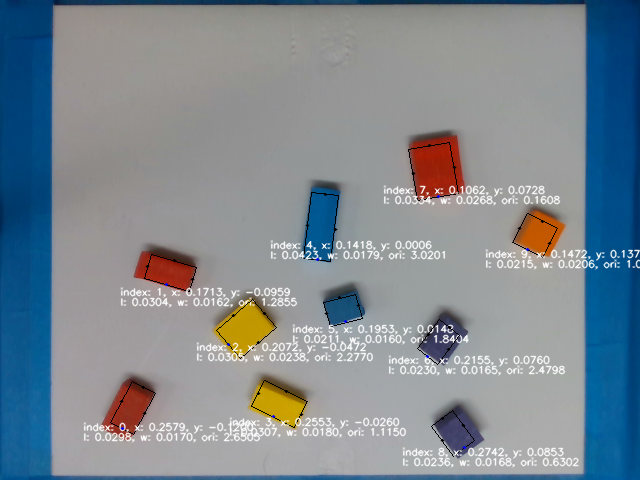 index: 7, x: 0.1062, y: 0.0728
l: 0.0334, w: 0.0268, ori: 0.1608
index: 4, x: 0.1418, y: 0.0006
l: 0.0423, w: 0.0179, ori: 3.0201
index: 9, x: 0.1472, y: 0.137
l: 0.0215, w: 0.0206, ori: 1.0
index: 1, x: 0.1713, y: -0.0959
l: 0.0304, w: 0.0162, ori: 1.2855
index: 5, x: 0.1953, y: 0.0142
l: 0.0211, w: 0.0160, ori: 1.8404
index: 2, x: 0.2072, y: -0.0472
l: 0.0305, w: 0.0238, ori: 2.2770
index: 6, x: 0.2155, y: 0.0760
l: 0.0230, w: 0.0165, ori: 2.4798
index: 3, x: 0.2553, y: -0.0260
l: 0.0307, w: 0.0180, ori: 1.1150
index: 0, x: 0.2579, y:
l: 0.0298, w: 0.0170, ori:
index: 8, x: 0.2742, y: 0.0853
l: 0.0236, w: 0.0168, ori: 0.6302